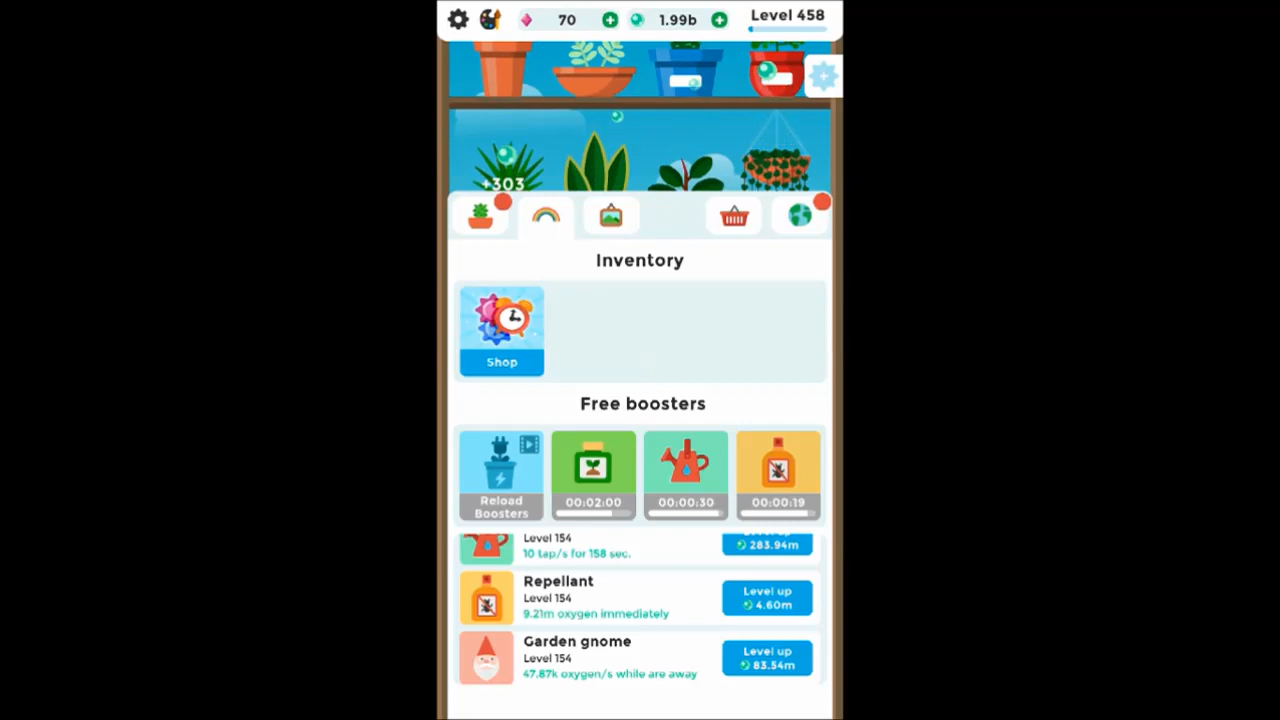 70
1.99b
Level 458
+303
Inventory
Shop
Free boosters
Reload
Boosters
00:02:00
00:00:30
00:00:19
Level 154
10 tap/s for 158 sec.
Level up
283.94m
Repellant
Level 154
9.21m oxygen immediately
Level up
4.60m
Garden gnome
Level 154
47.87k oxygen/s while are away
Level up
83.54m